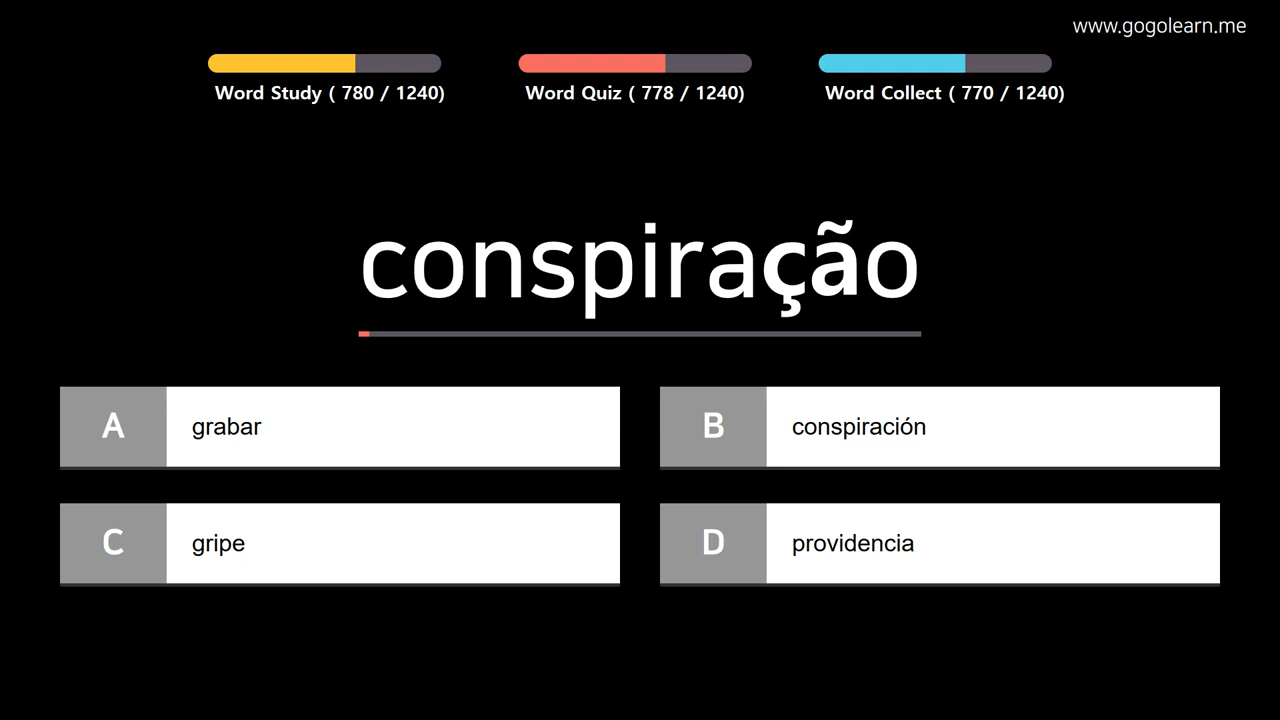 www.gogolearn.me
Word Study ( 780 / 1240)
Word Quiz ( 778 / 1240)
Word Collect ( 770 / 1240)
conspiração
A grabar
B conspiración
C gripe
D providencia